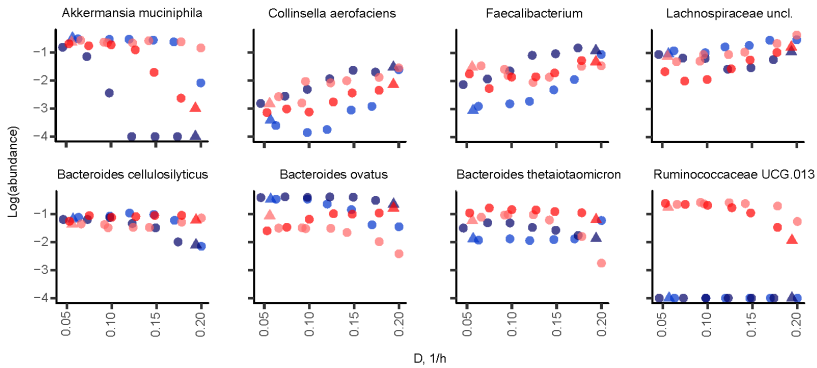 Akkermansia muciniphila
Collinsella aerofaciens
Faecalibacterium
Lachnospiraceae uncl.
−1
−2
−3
−4
Log(abundance)
Bacteroides cellulosilyticus
Bacteroides ovatus
Bacteroides thetaiotaomicron
Ruminococcaceae UCG.013
−1
−2
−3
−4
0.05 0.10 0.15 0.20
0.05 0.10 0.15 0.20
0.05 0.10 0.15 0.20
0.05 0.10 0.15 0.20
D, 1/h